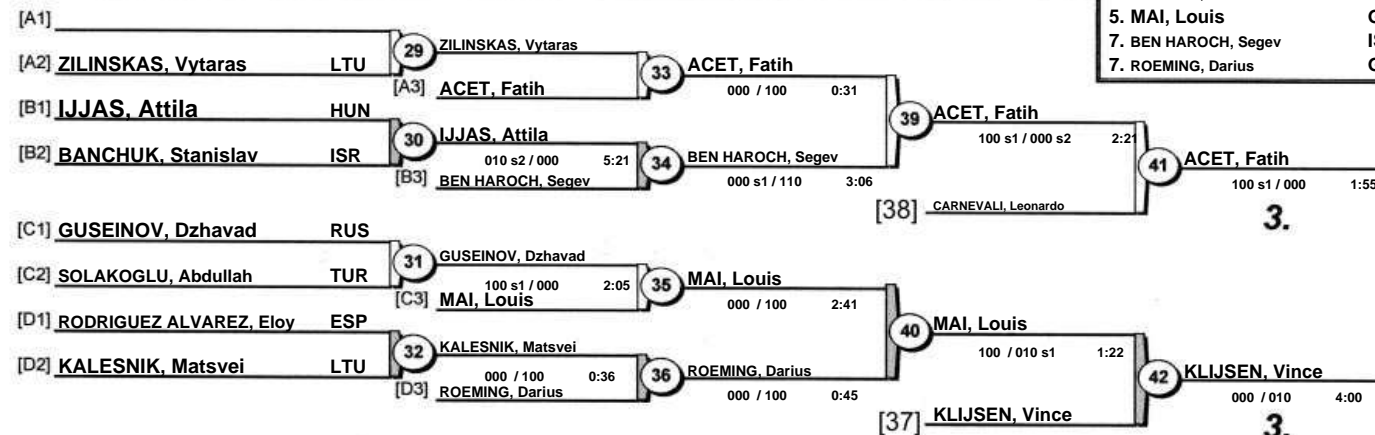 5. MAI, Louis
7. BEN HAROCH, Segev
7. ROEMING, Darius
[A1]
[A2] ZILINSKAS, Vytaras LTU
29
ZILINSKAS, Vytaras
[A3] ACET, Fatih
33
ACET, Fatih
000 / 100 0:31
[B1] IJJAS, Attila HUN
[B2] BANCHUK, Stanislav ISR
30
IJJAS, Attila
010 s2 / 000 5:21
[B3] BEN HAROCH, Segev
34
BEN HAROCH, Segev
000 s1 / 110 3:06
39
ACET, Fatih
100 s1 / 000 s2 2:21
[38] CARNEVALI, Leonardo
41
ACET, Fatih
100 s1 / 000 1:55
3.
[C1] GUSEINOV, Dzhavad RUS
[C2] SOLAKOGLU, Abdullah TUR
31
GUSEINOV, Dzhavad
100 s1 / 000 2:05
[C3] MAI, Louis
35
MAI, Louis
000 / 100 2:41
[D1] RODRIGUEZ ALVAREZ, Eloy ESP
[D2] KALESNIK, Matsvei LTU
32
KALESNIK, Matsvei
000 / 100 0:36
[D3] ROEMING, Darius
36
ROEMING, Darius
000 / 100 0:45
40
MAI, Louis
100 / 010 s1 1:22
[37] KLIJSEN, Vince
42
KLIJSEN, Vince
000 / 010 4:00
3.